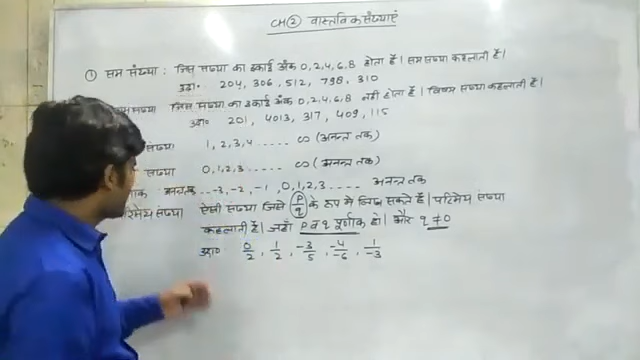 CH② वास्तविक संख्याएं
① सम संख्या : जिस संख्या का इकाई अंक 0,2,4,6,8 होता हैं। सम संख्या कहलाती हैं।
उदा० 204, 306, 512, 798, 310
संख्या जिस संख्या का इकाई अंक 0,2,4,6,8 नहीं होता हैं। विषम संख्या कहलाती हैं।
उदा० 201, 4013, 317, 409, 115
संख्या 1, 2, 3, 4 ..... ∞ (अनन्त तक)
संख्या 0,1,2,3 ..... ∞ (अनन्त तक)
...-3, -2, -1, 0,1,2,3 ..... अनन्त तक
संख्या ऐसी संख्या जिसे p/q के रूप में लिख सकते हैं। परिमेय संख्या
कहलाती हैं। जहाँ p व q पूर्णांक हो। और q ≠ 0
उदा० 0/2, 1/2, -3/5, -4/-6, 1/-3